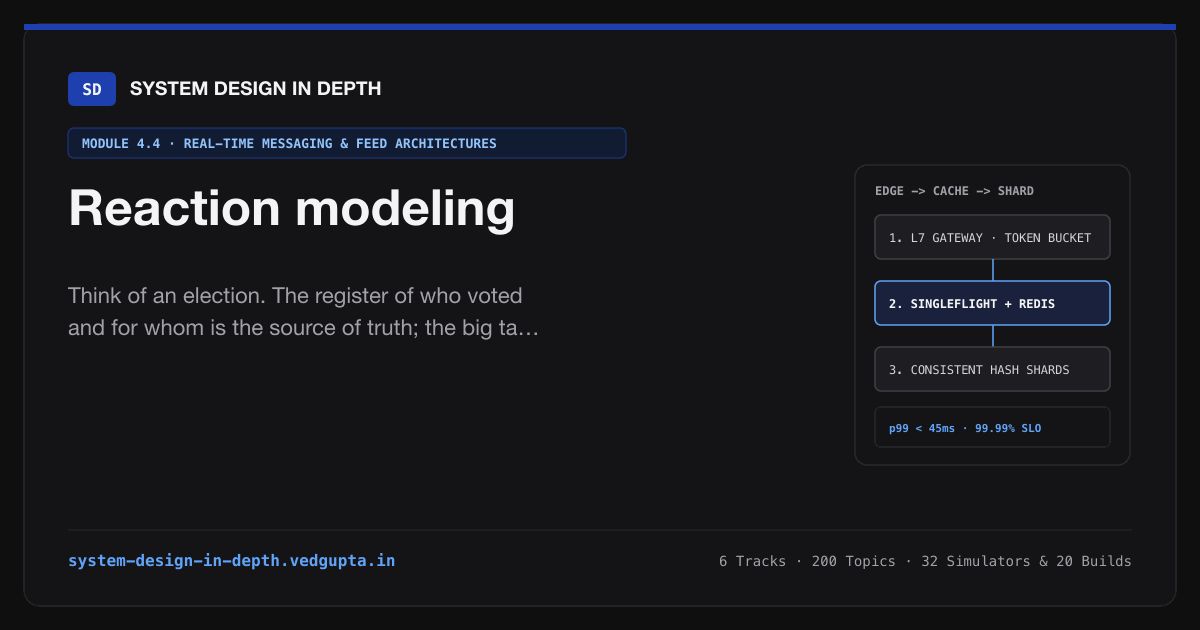 SD
SYSTEM DESIGN IN DEPTH
MODULE 4.4 · REAL-TIME MESSAGING & FEED ARCHITECTURES
Reaction modeling
Think of an election. The register of who voted
and for whom is the source of truth; the big ta…
EDGE -> CACHE -> SHARD
1. L7 GATEWAY · TOKEN BUCKET
2. SINGLEFLIGHT + REDIS
3. CONSISTENT HASH SHARDS
p99 < 45ms · 99.99% SLO
system-design-in-depth.vedgupta.in
6 Tracks · 200 Topics · 32 Simulators & 20 Builds